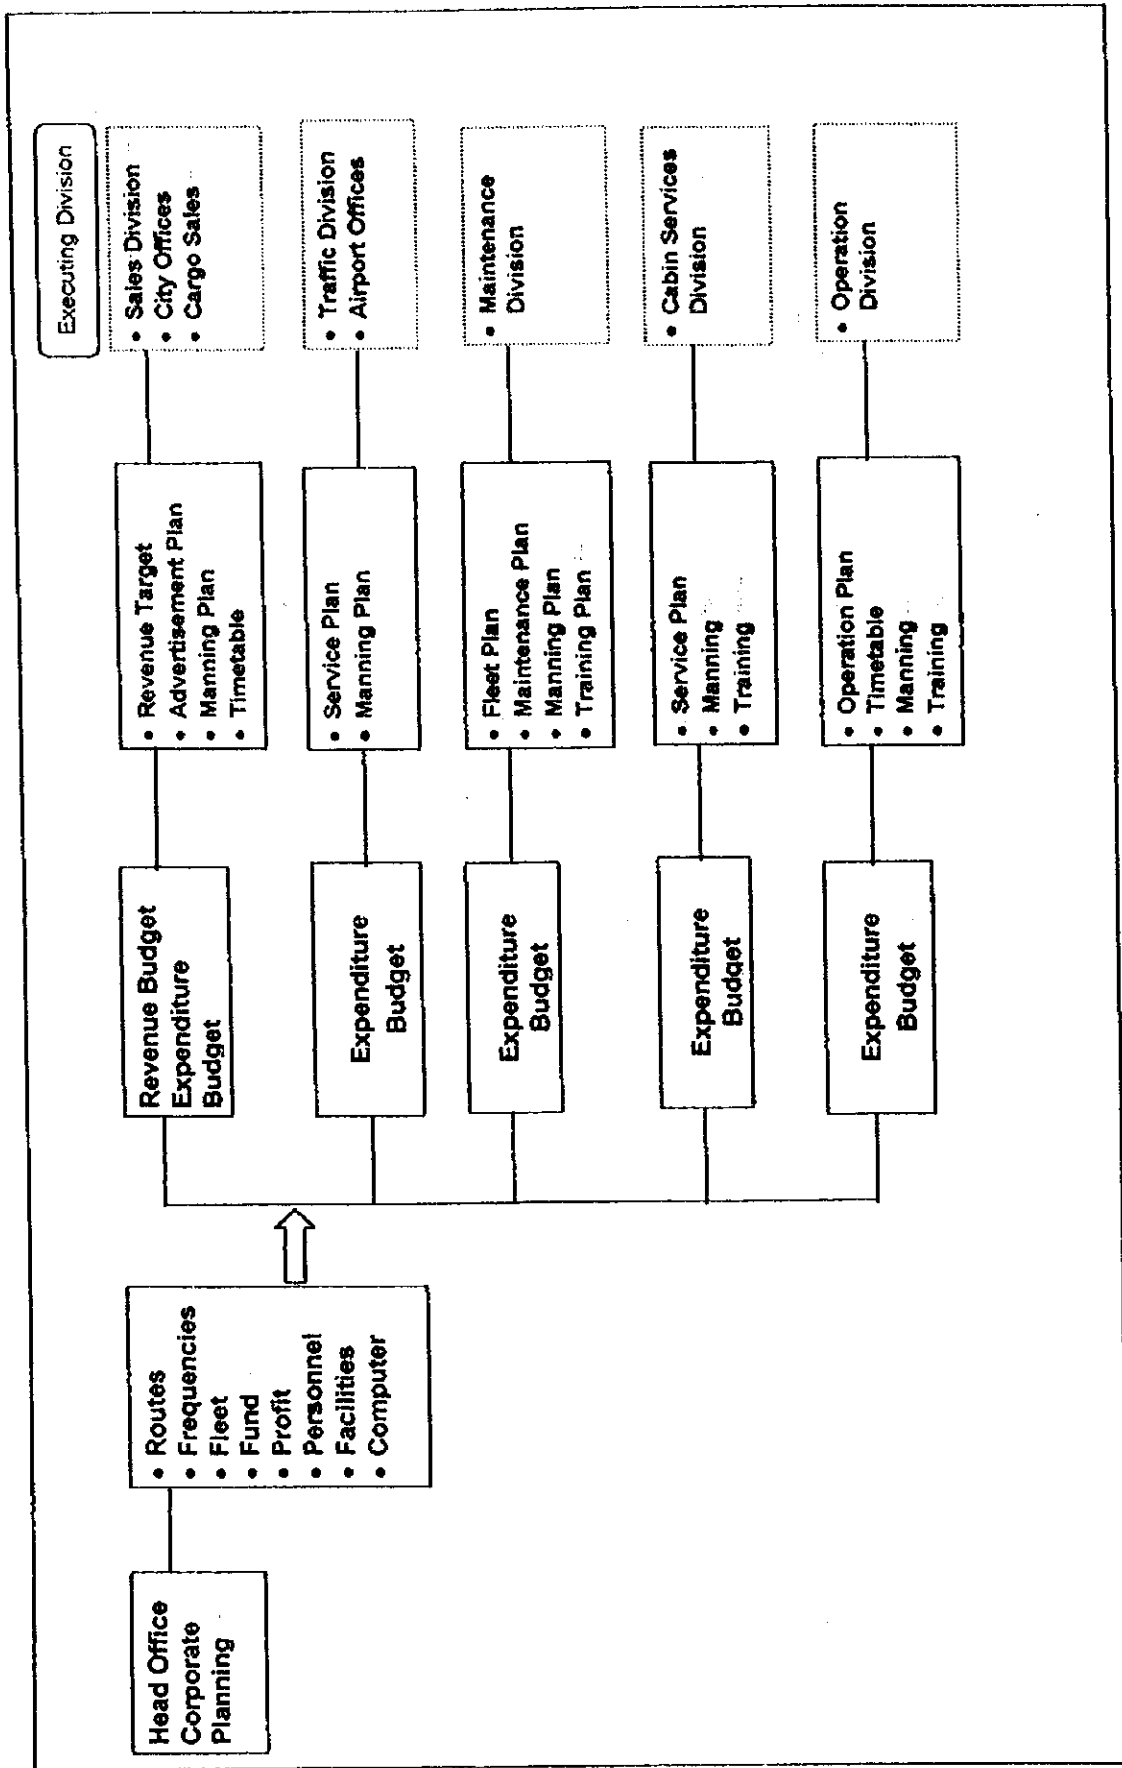 Executing Division
Head Office
Corporate
Planning
• Routes
• Frequencies
• Fleet
• Fund
• Profit
• Personnel
• Facilities
• Computer
Revenue Budget
Expenditure
Budget
• Revenue Target
• Advertisement Plan
• Manning Plan
• Timetable
• Sales Division
• City Offices
• Cargo Sales
Expenditure
Budget
• Service Plan
• Manning Plan
• Traffic Division
• Airport Offices
Expenditure
Budget
• Fleet Plan
• Maintenance Plan
• Manning Plan
• Training Plan
• Maintenance
Division
Expenditure
Budget
• Service Plan
• Manning
• Training
• Cabin Services
Division
Expenditure
Budget
• Operation Plan
• Timetable
• Manning
• Training
• Operation
Division